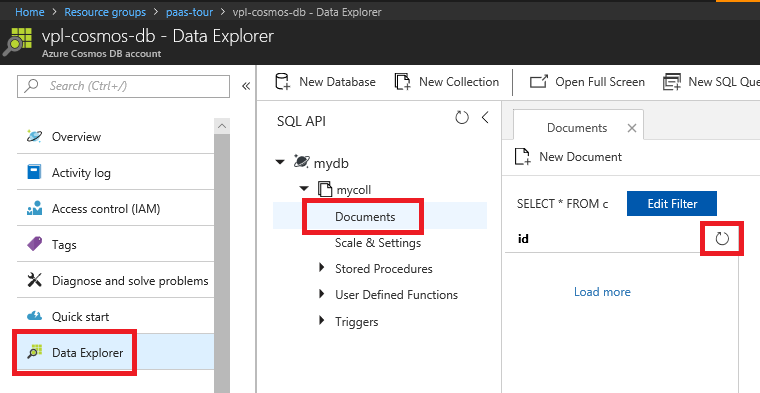 Home > Resource groups > paas-tour > vpl-cosmos-db - Data Explorer
vpl-cosmos-db - Data Explorer
Azure Cosmos DB account
Search (Ctrl+/)
Overview
Activity log
Access control (IAM)
Tags
Diagnose and solve problems
Quick start
Data Explorer
New Database
New Collection
Open Full Screen
New SQL Que
SQL API
mydb
mycoll
Documents
Scale & Settings
Stored Procedures
User Defined Functions
Triggers
Documents
New Document
SELECT * FROM c
Edit Filter
id
Load more